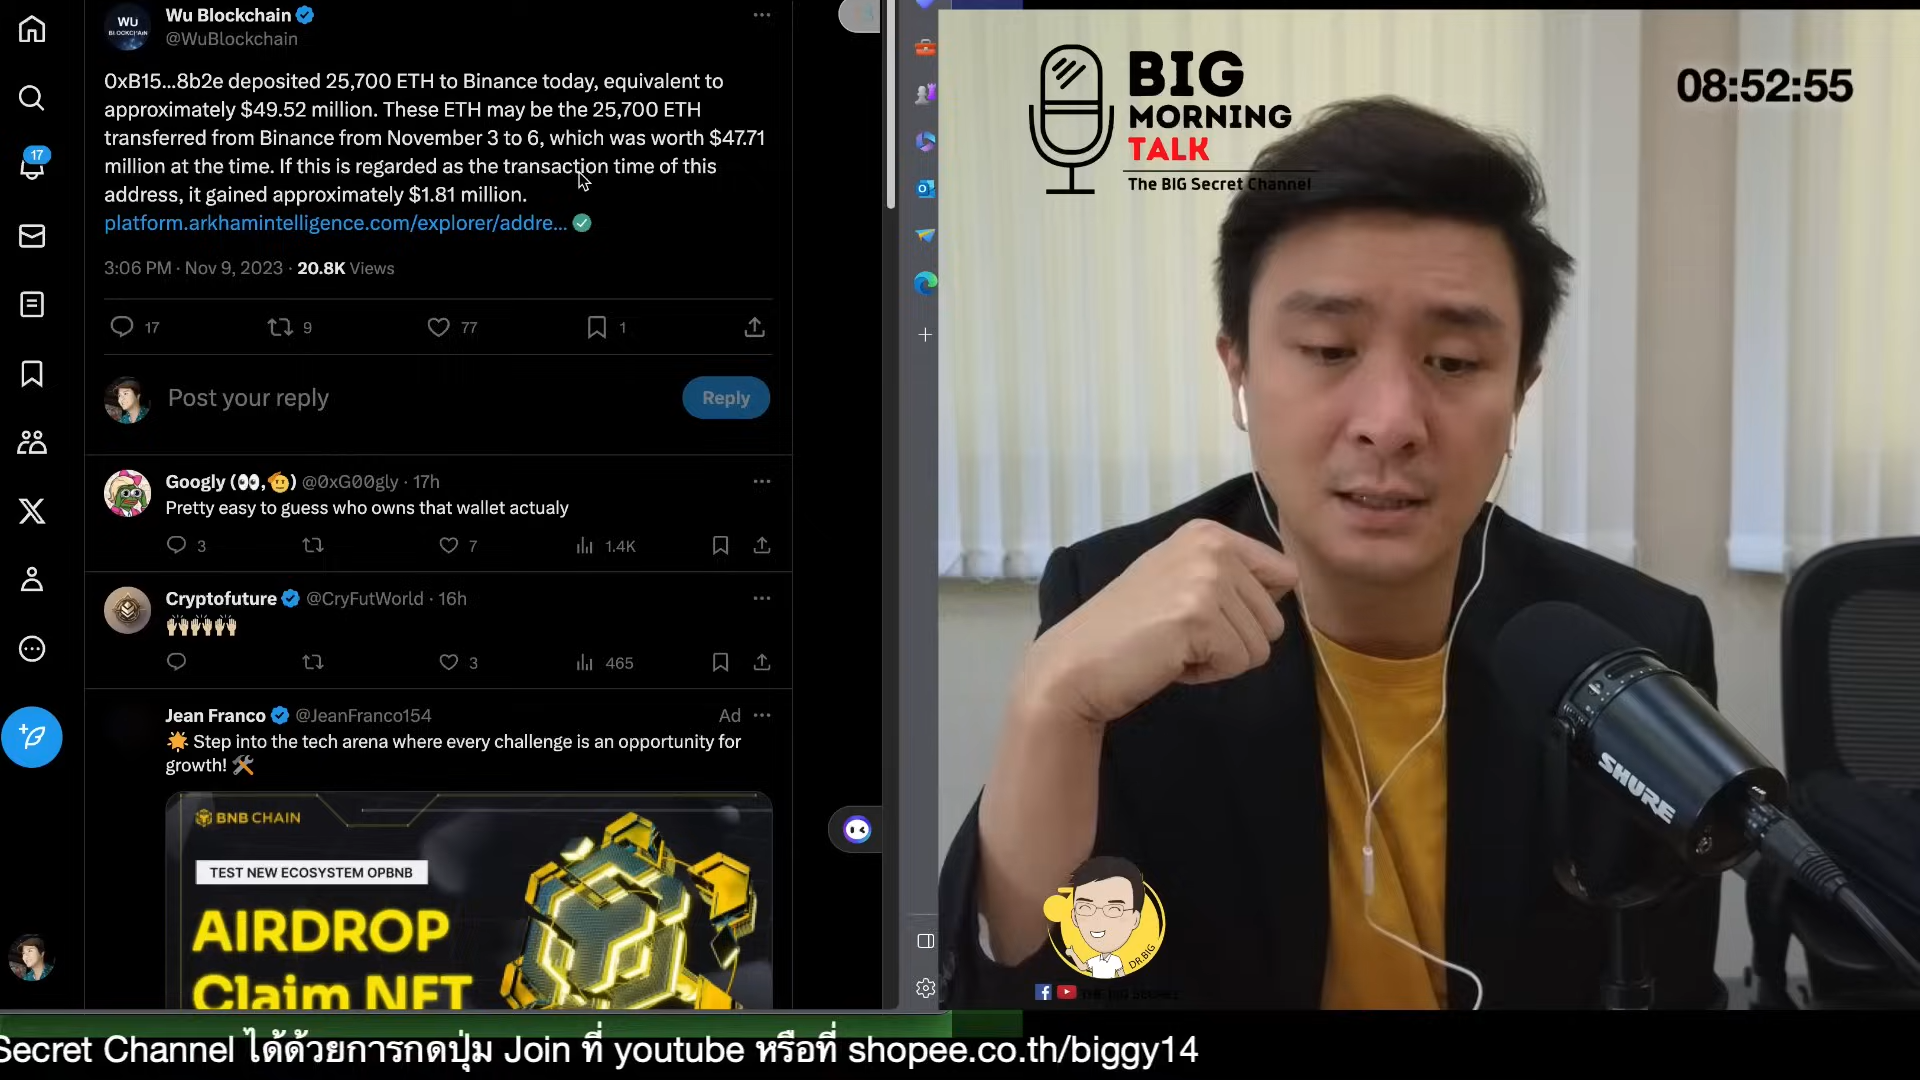 Wu Blockchain
@WuBlockchain
WU
BLOCKCHAIN
0xB15...8b2e deposited 25,700 ETH to Binance today, equivalent to
approximately $49.52 million. These ETH may be the 25,700 ETH
transferred from Binance from November 3 to 6, which was worth $47.71
million at the time. If this is regarded as the transaction time of this
address, it gained approximately $1.81 million.
platform.arkhamintelligence.com/explorer/addre...
3:06 PM · Nov 9, 2023 · 20.8K Views
17
17 9 77 1
Post your reply
Reply
Googly (👀,🫡) @0xG00gly · 17h
Pretty easy to guess who owns that wallet actualy
3 7 1.4K
Cryptofuture @CryFutWorld · 16h
🙌🏻🙌🏻🙌🏻
3 465
Jean Franco @JeanFranco154
Ad
🌟 Step into the tech arena where every challenge is an opportunity for
growth! 🛠️
BNB CHAIN
TEST NEW ECOSYSTEM OPBNB
AIRDROP
Claim NFT
BIG
MORNING
TALK
The BIG Secret Channel
08:52:55
SHURE
DR.BIG
THE BIG SECRET
Secret Channel ได้ด้วยการกดปุ่ม Join ที่ youtube หรือที่ shopee.co.th/biggy14